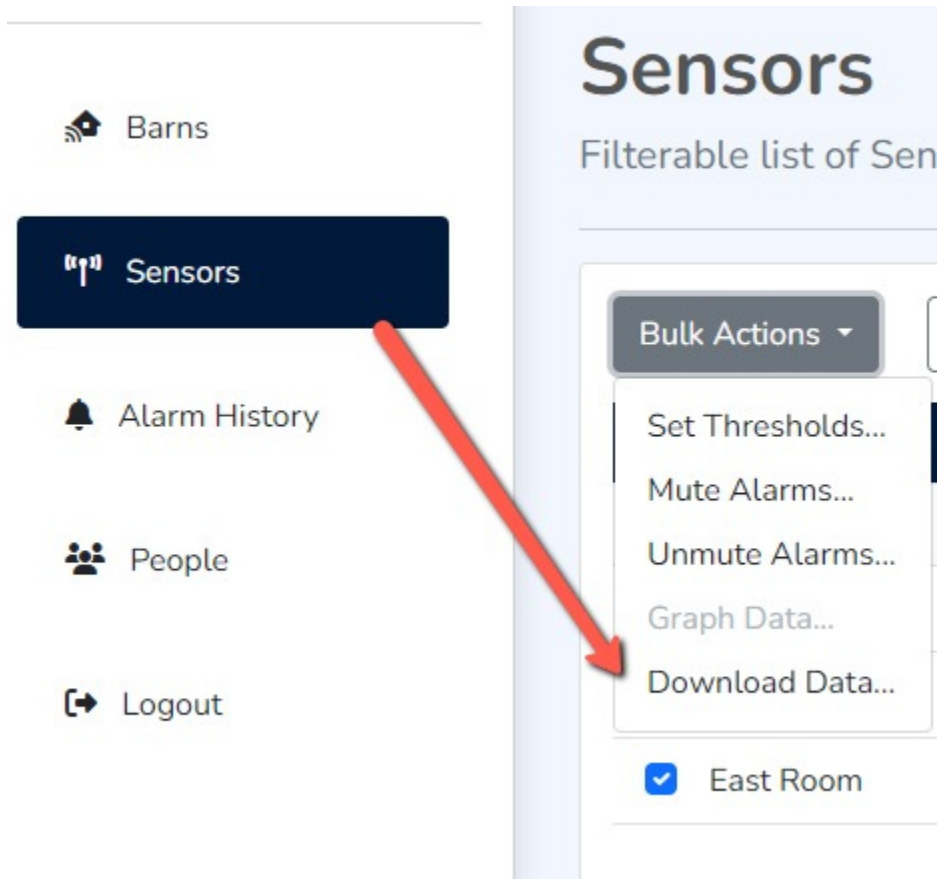 Barns
Sensors
Alarm History
People
Logout
Sensors
Filterable list of Sen
Bulk Actions
Set Thresholds...
Mute Alarms...
Unmute Alarms...
Graph Data...
Download Data...
East Room